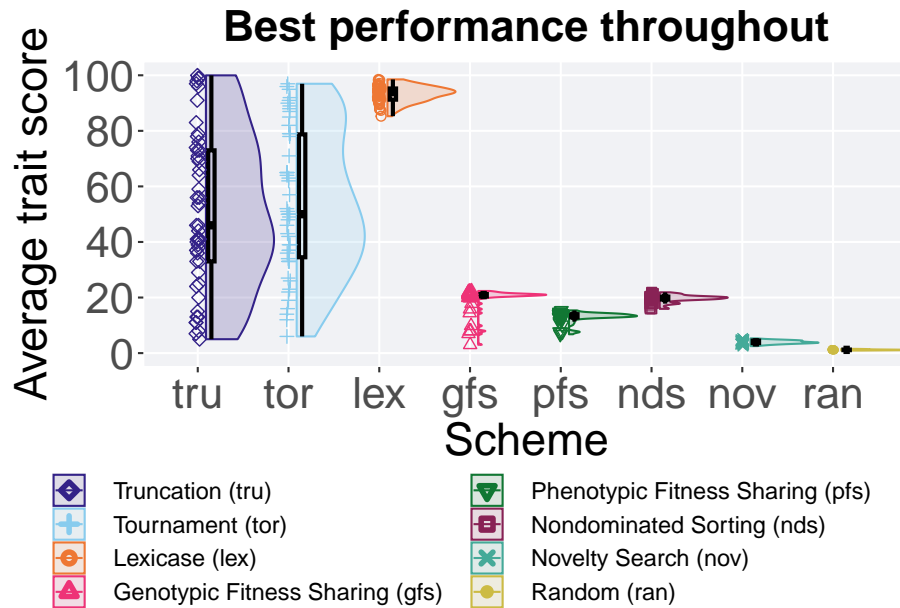 Best performance throughout
Average trait score
100
80
60
40
20
0
tru tor lex gfs pfs nds nov ran
Scheme
Truncation (tru)
Tournament (tor)
Lexicase (lex)
Genotypic Fitness Sharing (gfs)
Phenotypic Fitness Sharing (pfs)
Nondominated Sorting (nds)
Novelty Search (nov)
Random (ran)